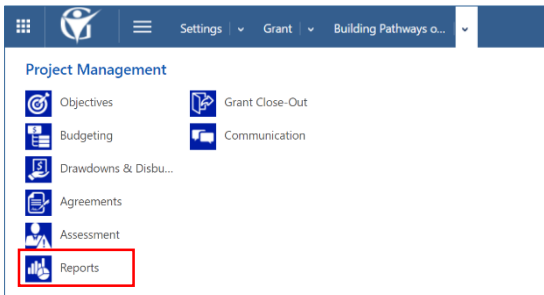 Settings Grant Building Pathways o...
Project Management
Objectives Grant Close-Out
Budgeting Communication
Drawdowns & Disbu...
Agreements
Assessment
Reports